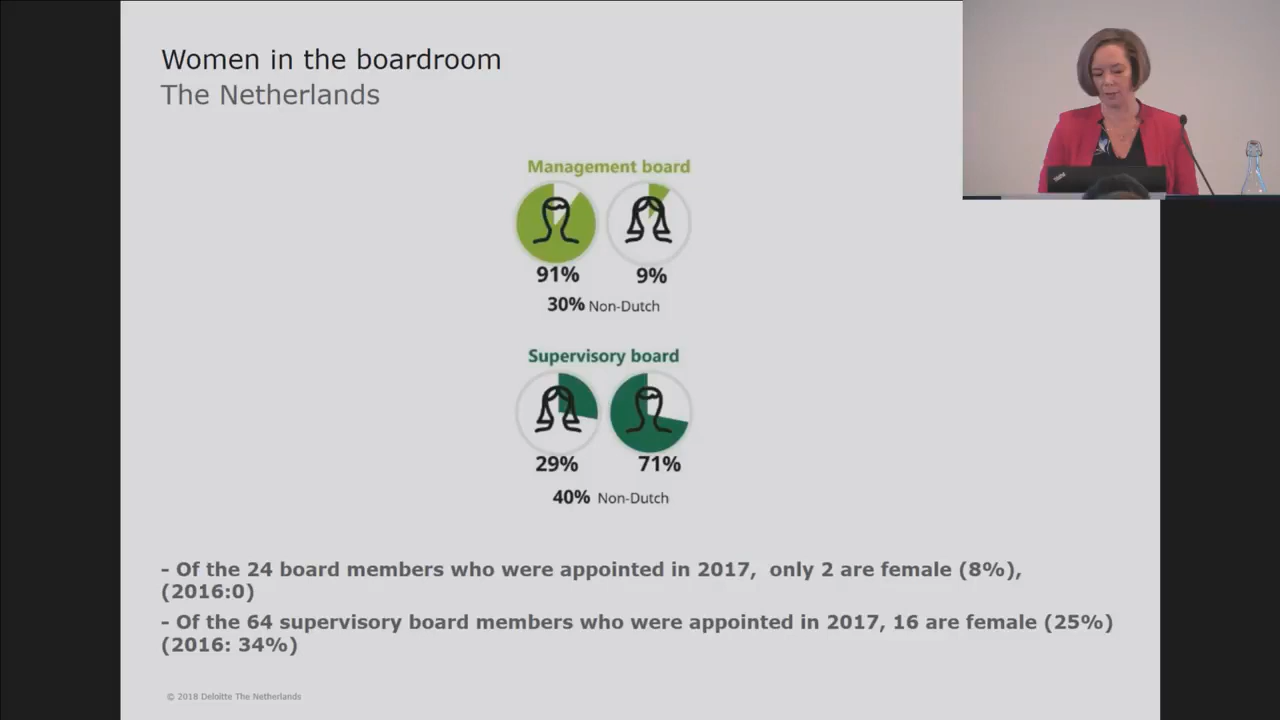 Women in the boardroom
The Netherlands
Management board
91%
9%
30% Non-Dutch
Supervisory board
29%
71%
40% Non-Dutch
- Of the 24 board members who were appointed in 2017, only 2 are female (8%),
(2016:0)
- Of the 64 supervisory board members who were appointed in 2017, 16 are female (25%)
(2016: 34%)
© 2018 Deloitte The Netherlands